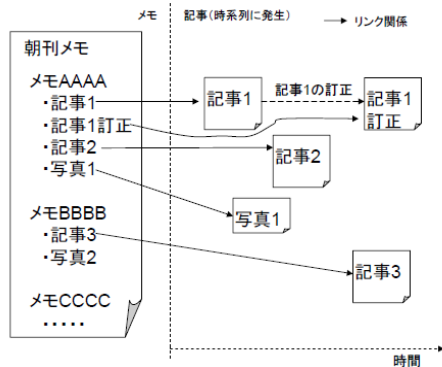 メモ
記事(時系列に発生)
リンク関係
朝刊メモ
メモAAAA
・記事1
・記事1訂正
・記事2
・写真1
メモBBBB
・記事3
・写真2
メモCCCC
・・・・・
記事1
記事1の訂正
記事1
訂正
記事2
写真1
記事3
時間